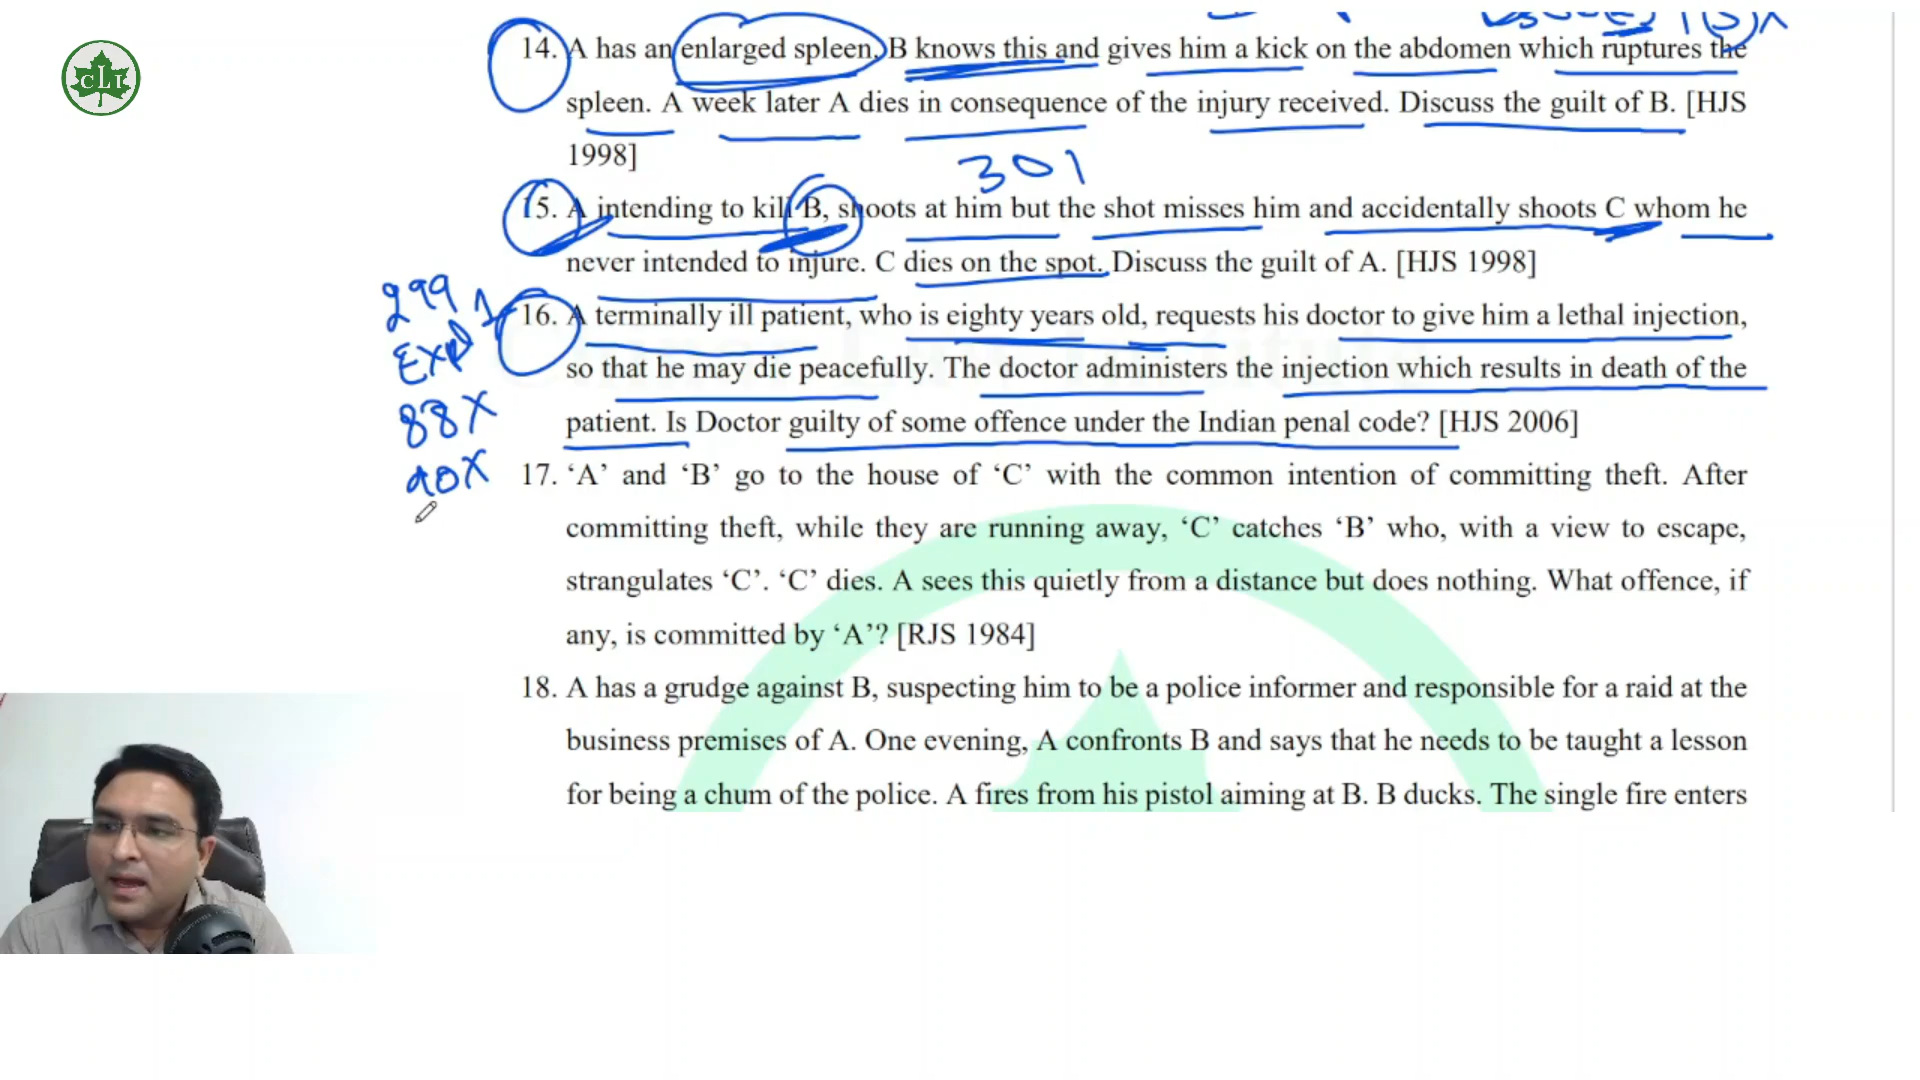 CLI
14. A has an enlarged spleen. B knows this and gives him a kick on the abdomen which ruptures the
spleen. A week later A dies in consequence of the injury received. Discuss the guilt of B. [HJS
1998]
301
15. A intending to kill B, shoots at him but the shot misses him and accidentally shoots C whom he
never intended to injure. C dies on the spot. Discuss the guilt of A. [HJS 1998]
299
Expl 1
88X
90X
16. A terminally ill patient, who is eighty years old, requests his doctor to give him a lethal injection,
so that he may die peacefully. The doctor administers the injection which results in death of the
patient. Is Doctor guilty of some offence under the Indian penal code? [HJS 2006]
17. ‘A’ and ‘B’ go to the house of ‘C’ with the common intention of committing theft. After
committing theft, while they are running away, ‘C’ catches ‘B’ who, with a view to escape,
strangulates ‘C’. ‘C’ dies. A sees this quietly from a distance but does nothing. What offence, if
any, is committed by ‘A’? [RJS 1984]
18. A has a grudge against B, suspecting him to be a police informer and responsible for a raid at the
business premises of A. One evening, A confronts B and says that he needs to be taught a lesson
for being a chum of the police. A fires from his pistol aiming at B. B ducks. The single fire enters